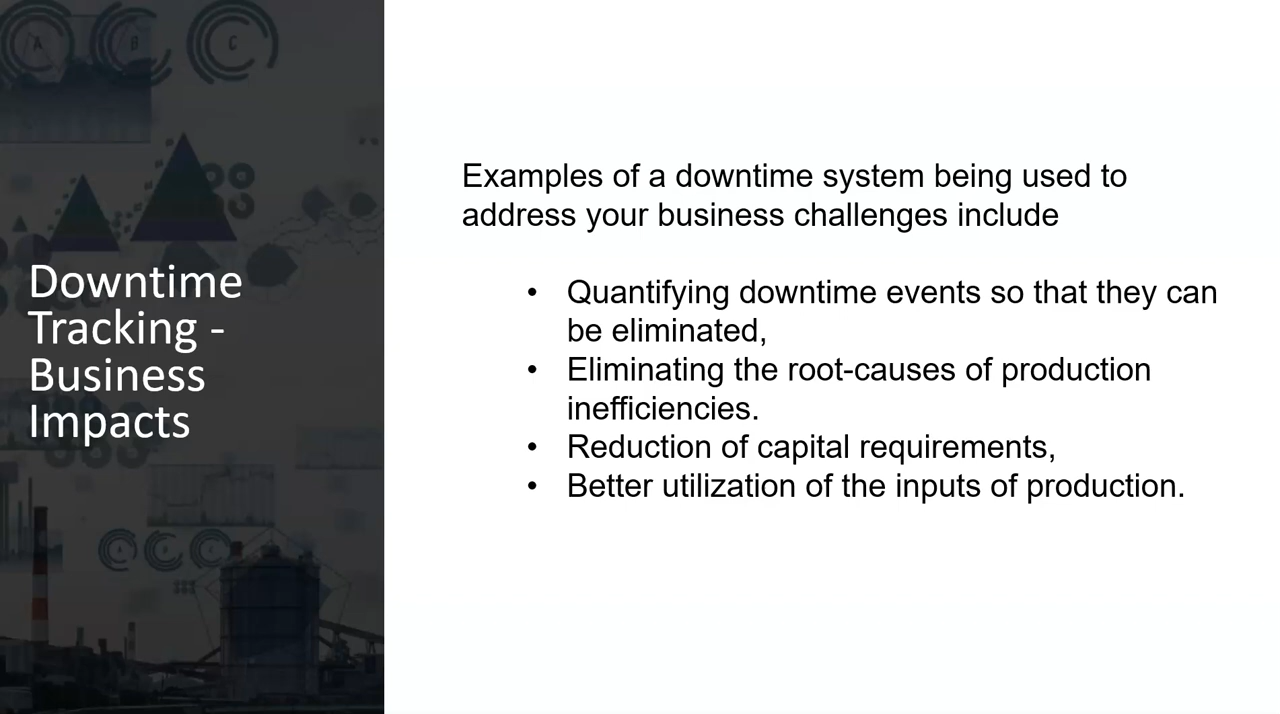 A B C
Downtime
Tracking -
Business
Impacts
Examples of a downtime system being used to
address your business challenges include
• Quantifying downtime events so that they can
be eliminated,
• Eliminating the root-causes of production
inefficiencies.
• Reduction of capital requirements,
• Better utilization of the inputs of production.